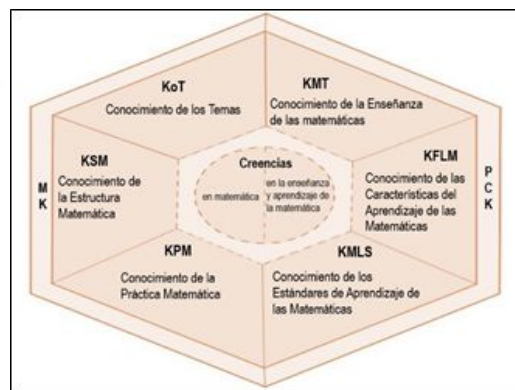 KoT
Conocimiento de los Temas
KMT
Conocimiento de la Enseñanza
de las matemáticas
KSM
Conocimiento de
la Estructura
Matemática
M
K
Creencias
en matemática
en la enseñanza
y aprendizaje de
la matemática
KFLM
Conocimiento de las
Características del
Aprendizaje de las
Matemáticas
P
C
K
KPM
Conocimiento de la
Práctica Matemática
KMLS
Conocimiento de los
Estándares de Aprendizaje de
las Matemáticas